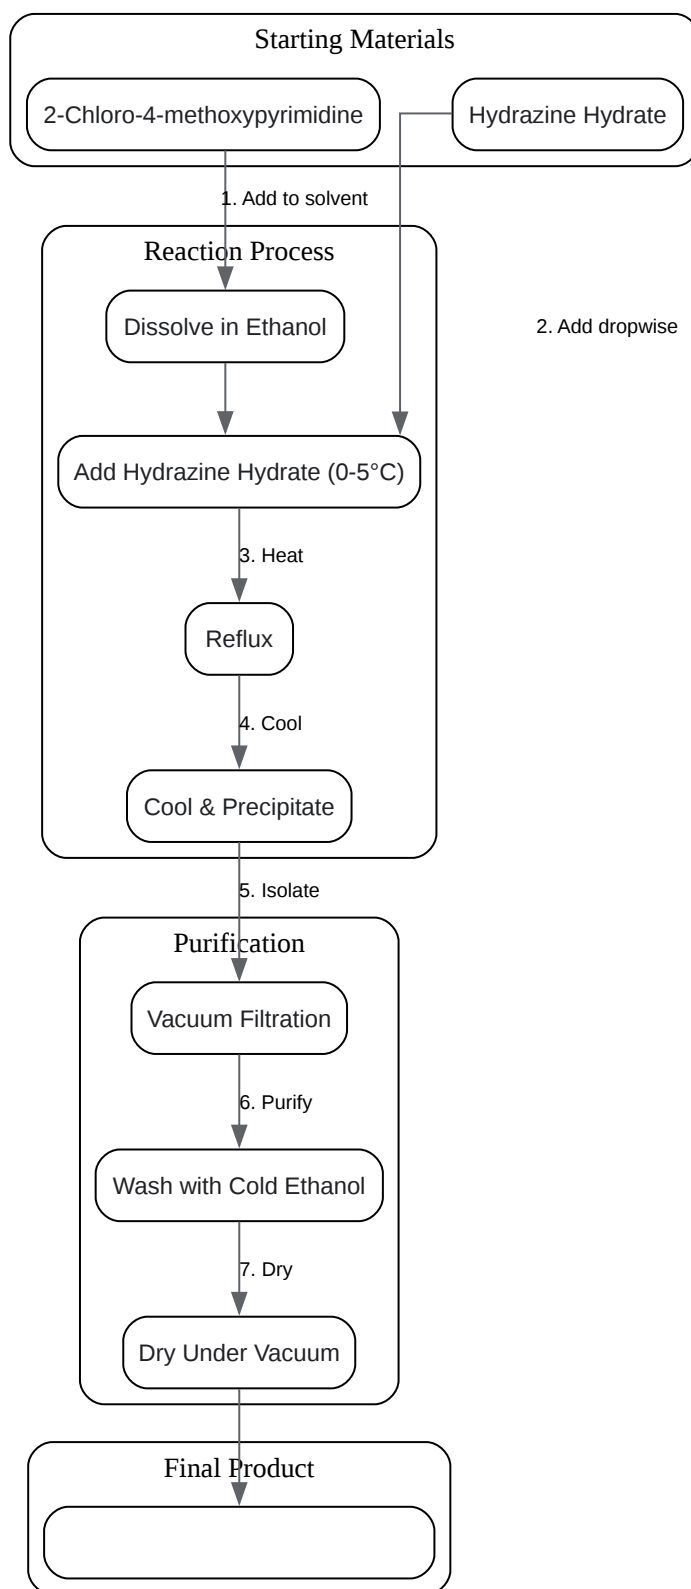 Starting Materials
2-Chloro-4-methoxypyrimidine
Hydrazine Hydrate
1. Add to solvent
Reaction Process
Dissolve in Ethanol
2. Add dropwise
Add Hydrazine Hydrate (0-5°C)
3. Heat
Reflux
4. Cool
Cool & Precipitate
5. Isolate
Purification
Vacuum Filtration
6. Purify
Wash with Cold Ethanol
7. Dry
Dry Under Vacuum
Final Product